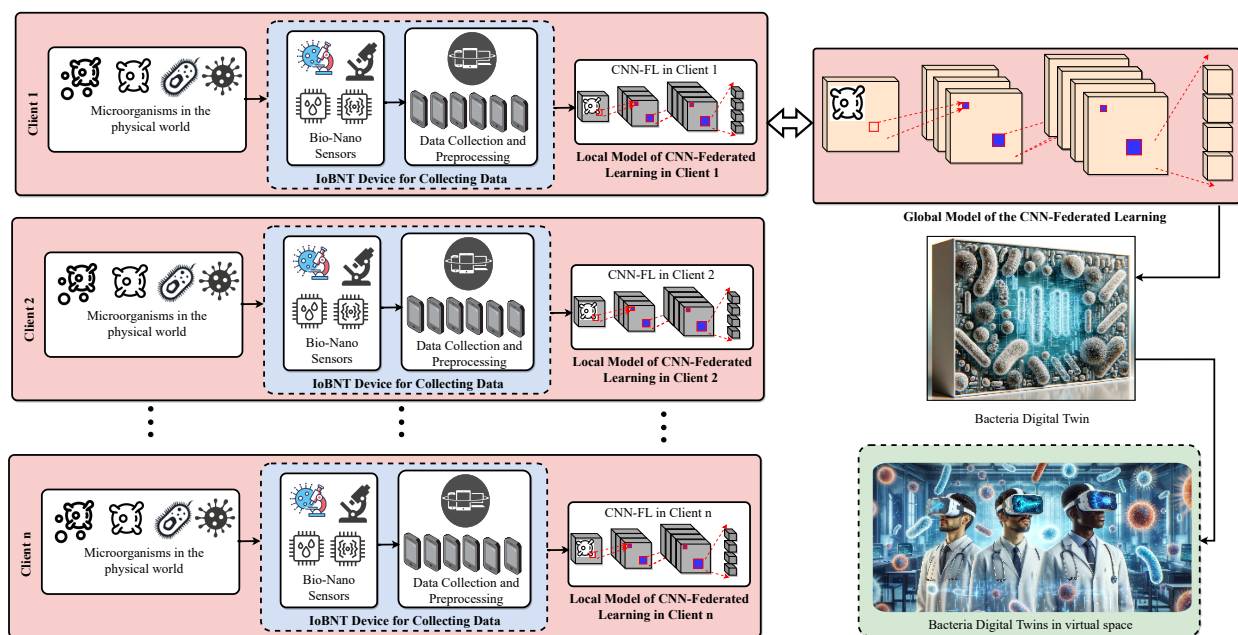 Client 1
Microorganisms in the
physical world
Bio-Nano
Sensors
Data Collection and
Preprocessing
IoBNT Device for Collecting Data
CNN-FL in Client 1
Local Model of CNN-Federated
Learning in Client 1
Global Model of the CNN-Federated Learning
Client 2
Microorganisms in the
physical world
Bio-Nano
Sensors
Data Collection and
Preprocessing
IoBNT Device for Collecting Data
CNN-FL in Client 2
Local Model of CNN-Federated
Learning in Client 2
Bacteria Digital Twin
Client n
Microorganisms in the
physical world
Bio-Nano
Sensors
Data Collection and
Preprocessing
IoBNT Device for Collecting Data
CNN-FL in Client n
Local Model of CNN-Federated
Learning in Client n
Bacteria Digital Twins in virtual space